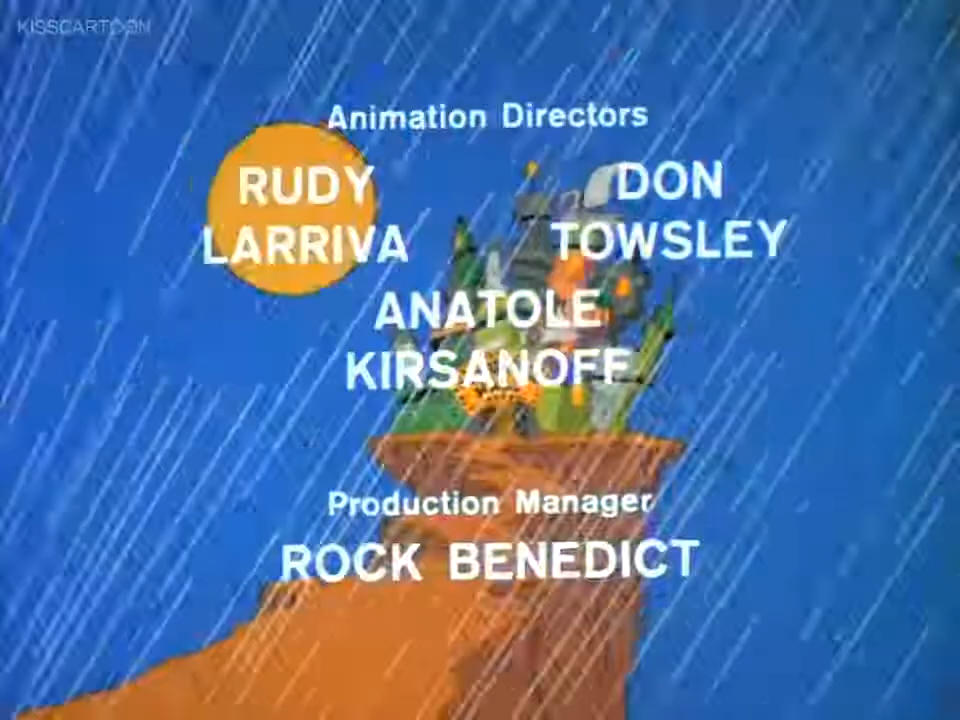 KISSCARTOON
Animation Directors
RUDY LARRIVA
DON TOWSLEY
ANATOLE KIRSANOFF
Production Manager
ROCK BENEDICT